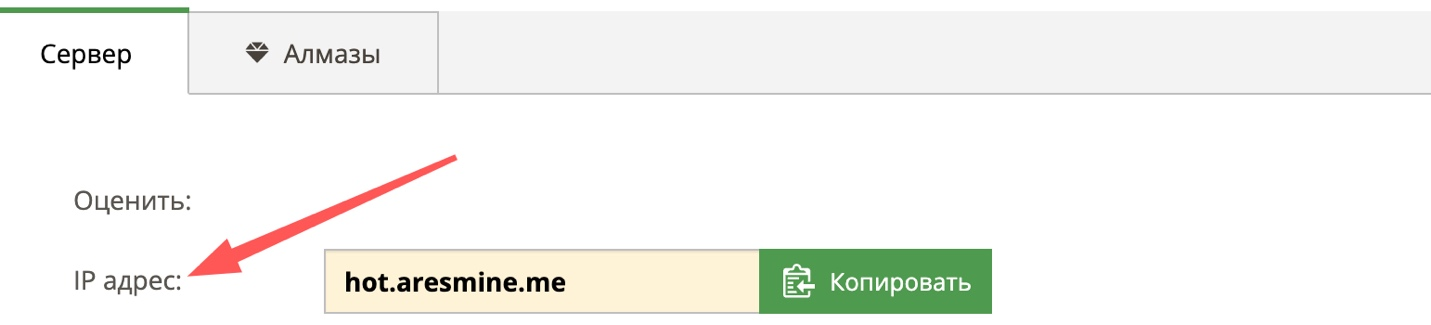 Сервер
Алмазы
Оценить:
IP адрес:
hot.aresmine.me
Копировать